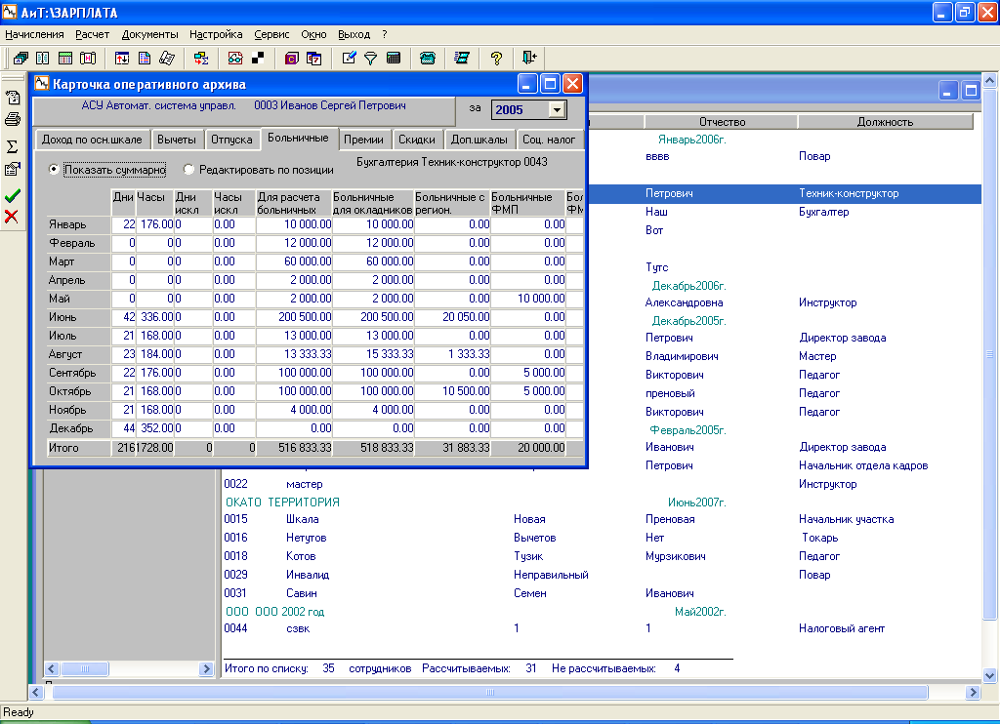 АиТ:\ЗАРПЛАТА
Начисления Расчет Документы Настройка Сервис Окно Выход ?
Карточка оперативного архива
АСУ Автомат. система управл. 0003 Иванов Сергей Петрович за 2005
Доход по осн.шкале Вычеты Отпуска Больничные Премии Скидки Доп.шкалы Соц. налог
Показать суммарно Редактировать по позиции Бухгалтерия Техник-конструктор 0043
Дни Часы Дни искл Часы искл Для расчета больничных Больничные для окладников Больничные с регион. Больничные ФМП
Январь 22 176.00 0 0.00 10 000.00 10 000.00 0.00 0.00
Февраль 0 0 0 0.00 12 000.00 12 000.00 0.00 0.00
Март 0 0 0 0.00 60 000.00 60 000.00 0.00 0.00
Апрель 0 0 0 0.00 2 000.00 2 000.00 0.00 0.00
Май 0 0 0 0.00 2 000.00 2 000.00 0.00 10 000.00
Июнь 42 336.00 0 0.00 200 500.00 200 500.00 20 050.00 0.00
Июль 21 168.00 0 0.00 13 000.00 13 000.00 0.00 0.00
Август 23 184.00 0 0.00 13 333.33 15 333.33 1 333.33 0.00
Сентябрь 22 176.00 0 0.00 100 000.00 100 000.00 0.00 5 000.00
Октябрь 21 168.00 0 0.00 100 000.00 100 000.00 10 500.00 5 000.00
Ноябрь 21 168.00 0 0.00 4 000.00 4 000.00 0.00 0.00
Декабрь 44 352.00 0 0.00 0.00 0.00 0.00 0.00
Итого 216 1728.00 0 0 516 833.33 518 833.33 31 883.33 20 000.00
Отчество Должность
Январь2006г.
вввв Повар
Петрович Техник-конструктор
Наш Бухгалтер
Вот
Тутс
Декабрь2006г.
Александровна Инструктор
Декабрь2005г.
Петрович Директор завода
Владимирович Мастер
Викторович Педагог
преновый Педагог
Викторович Педагог
Февраль2005г.
Иванович Директор завода
Петрович Начальник отдела кадров
0022 мастер Инструктор
ОКАТО ТЕРРИТОРИЯ Июнь2007г.
0015 Шкала Новая Преновая Начальник участка
0016 Нетутов Вычетов Нет Токарь
0018 Котов Тузик Мурзикович Педагог
0029 Инвалид Неправильный Повар
0031 Савин Семен Иванович
ООО ООО 2002 год Май2002г.
0044 сзвк 1 1 Налоговый агент
Итого по списку: 35 сотрудников Рассчитываемых: 31 Не рассчитываемых: 4
Ready